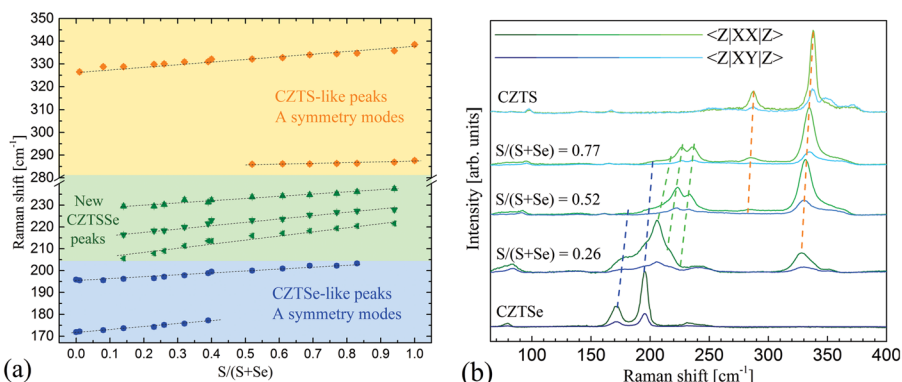 350
340
330
320
290
280
230
220
210
200
190
180
170
Raman shift [cm-1]
CZTS-like peaks
A symmetry modes
New
CZTSSe
peaks
CZTSe-like peaks
A symmetry modes
0.0 0.1 0.2 0.3 0.4 0.5 0.6 0.7 0.8 0.9 1.0
S/(S+Se)
(a)
<Z|XX|Z>
<Z|XY|Z>
CZTS
S/(S+Se) = 0.77
S/(S+Se) = 0.52
S/(S+Se) = 0.26
CZTSe
Intensity [arb. units]
100 150 200 250 300 350 400
Raman shift [cm-1]
(b)